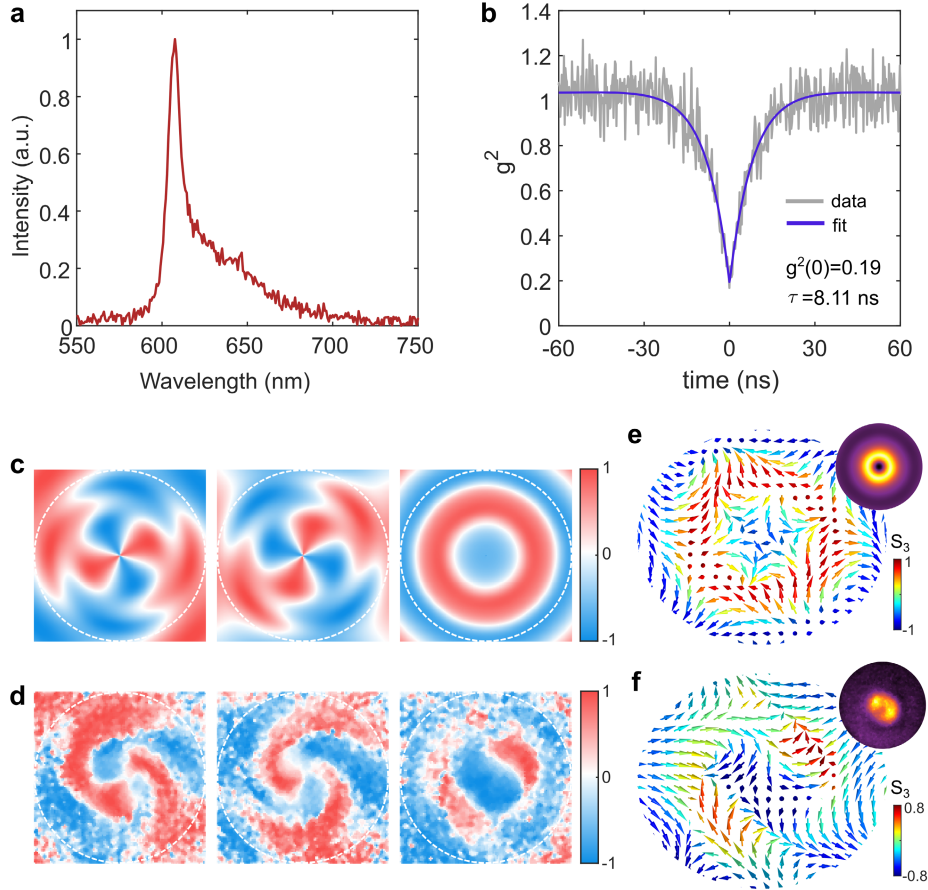 a
Intensity (a.u.)
1
0.8
0.6
0.4
0.2
0
550 600 650 700 750
Wavelength (nm)
b
g²
1.4
1.2
1
0.8
0.6
0.4
0.2
0
data
fit
g²(0)=0.19
τ=8.11 ns
-60 -30 0 30 60
time (ns)
c
1
0
-1
e
S₃
1
-1
d
1
0
-1
f
S₃
0.8
-0.8